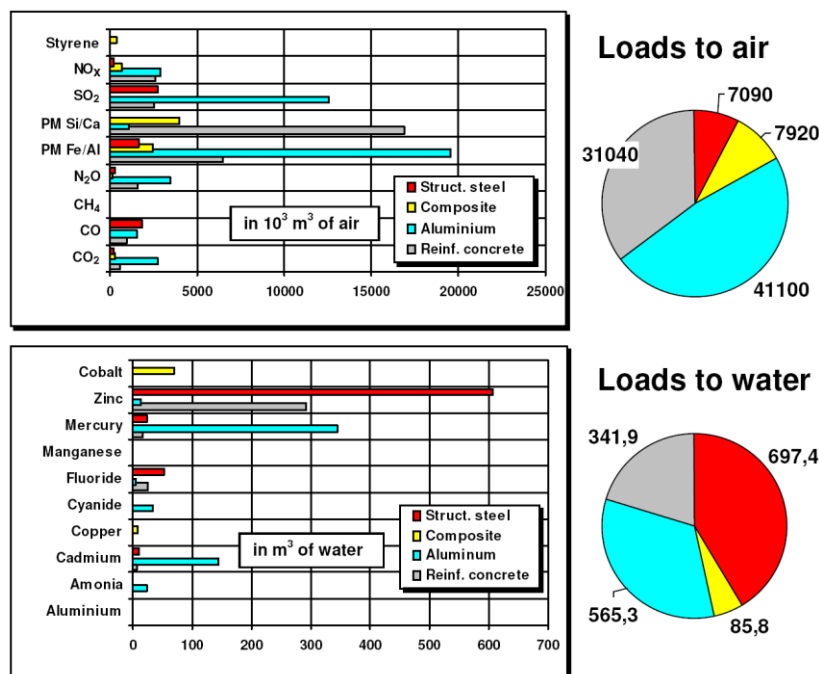 Styrene
NOx
SO2
PM Si/Ca
PM Fe/Al
N2O
CH4
CO
CO2
0 5000 10000 15000 20000 25000
in 10³ m³ of air
Struct. steel
Composite
Aluminium
Reinf. concrete
Loads to air
7090
7920
31040
41100
Cobalt
Zinc
Mercury
Manganese
Fluoride
Cyanide
Copper
Cadmium
Amonia
Aluminium
0 100 200 300 400 500 600 700
in m³ of water
Struct. steel
Composite
Aluminum
Reinf. concrete
Loads to water
341,9
697,4
565,3
85,8